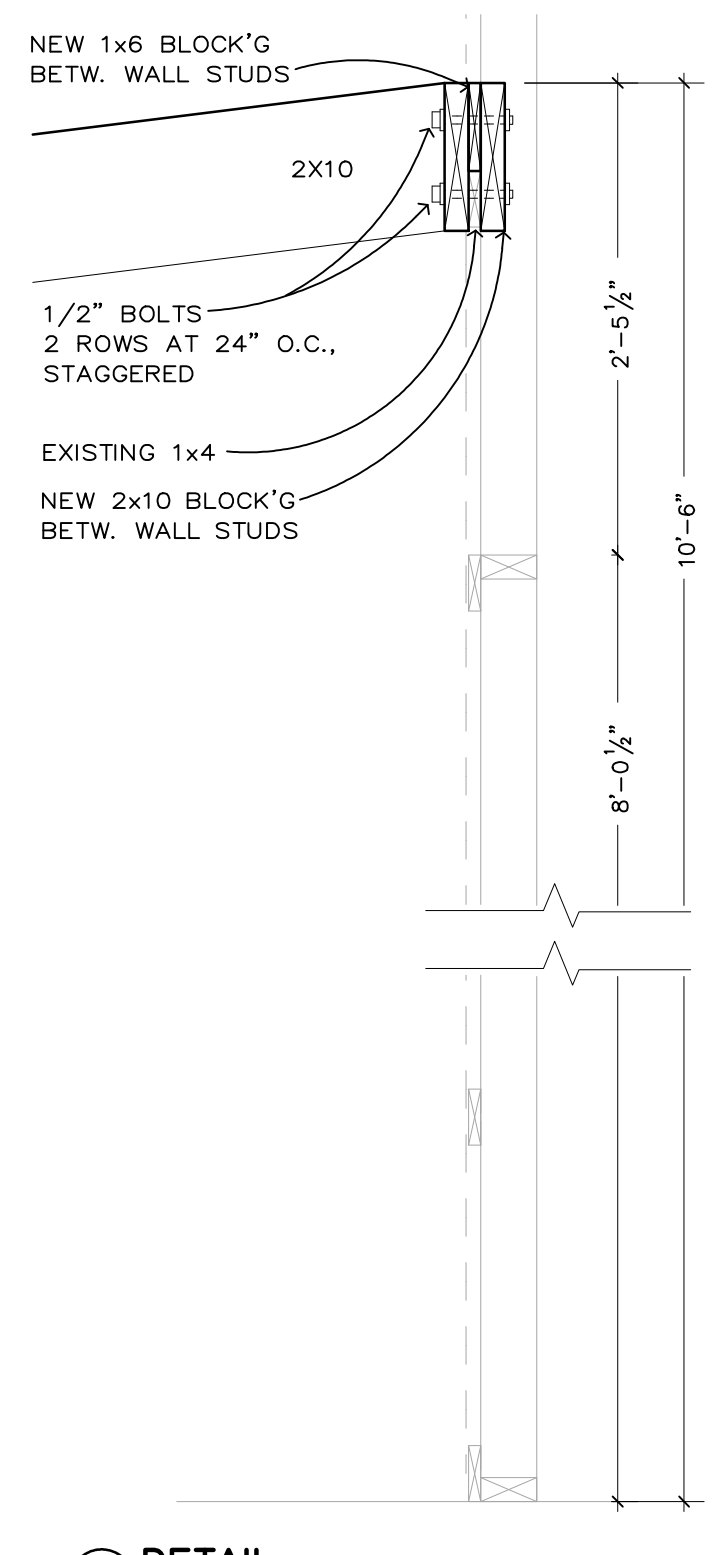 NEW 1x6 BLOCK'G
BETW. WALL STUDS
2X10
1/2" BOLTS
2 ROWS AT 24" O.C.,
STAGGERED
EXISTING 1x4
NEW 2x10 BLOCK'G
BETW. WALL STUDS
2'-5½"
10'-6"
8'-0½"
DETAIL